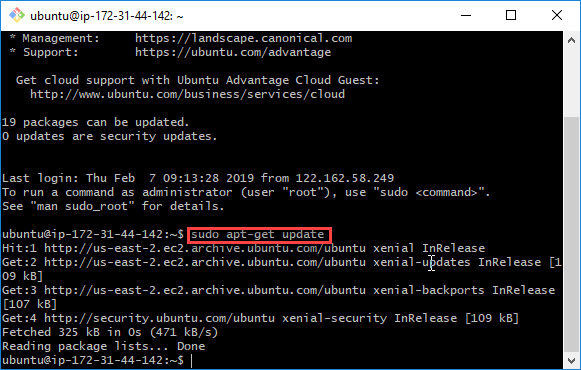 ubuntu@ip-172-31-44-142: ~
* Management: https://landscape.canonical.com
* Support: https://ubuntu.com/advantage
Get cloud support with Ubuntu Advantage Cloud Guest:
http://www.ubuntu.com/business/services/cloud
19 packages can be updated.
0 updates are security updates.
Last login: Thu Feb  7 09:13:28 2019 from 122.162.58.249
To run a command as administrator (user "root"), use "sudo <command>".
See "man sudo_root" for details.
ubuntu@ip-172-31-44-142:~$ sudo apt-get update
Hit:1 http://us-east-2.ec2.archive.ubuntu.com/ubuntu xenial InRelease
Get:2 http://us-east-2.ec2.archive.ubuntu.com/ubuntu xenial-updates InRelease [1
09 kB]
Get:3 http://us-east-2.ec2.archive.ubuntu.com/ubuntu xenial-backports InRelease
[107 kB]
Get:4 http://security.ubuntu.com/ubuntu xenial-security InRelease [109 kB]
Fetched 325 kB in 0s (471 kB/s)
Reading package lists... Done
ubuntu@ip-172-31-44-142:~$